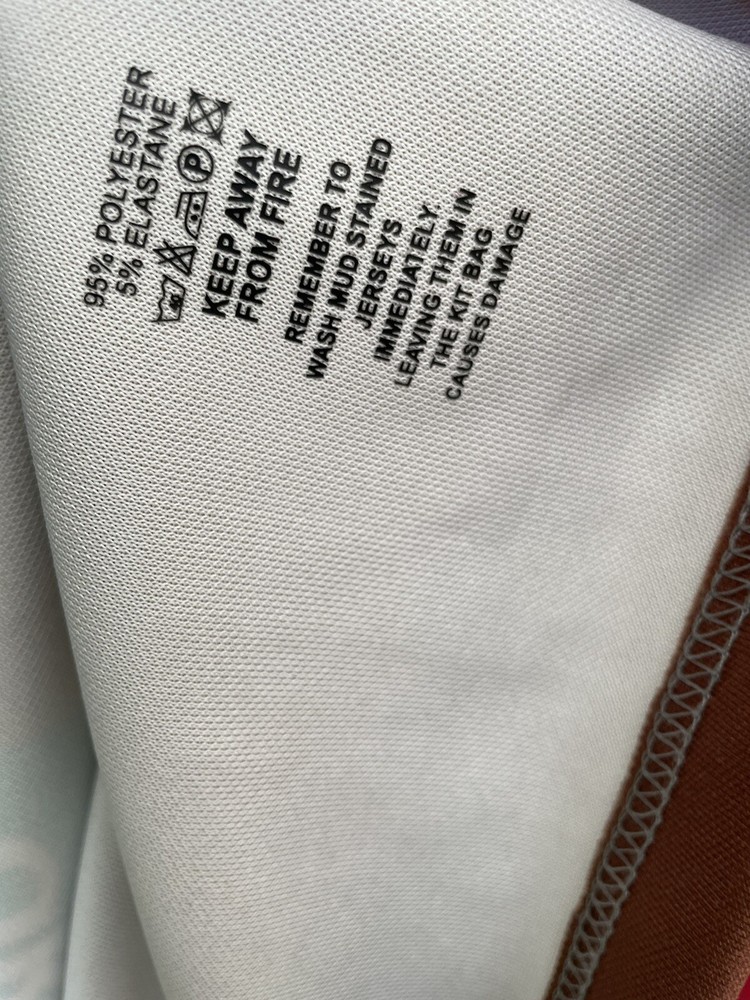 95% POLYESTER
5% ELASTANE
P
KEEP AWAY
FROM FIRE
REMEMBER TO
WASH MUD STAINED
JERSEYS
IMMEDIATELY.
LEAVING THEM IN
THE KIT BAG
CAUSES DAMAGE